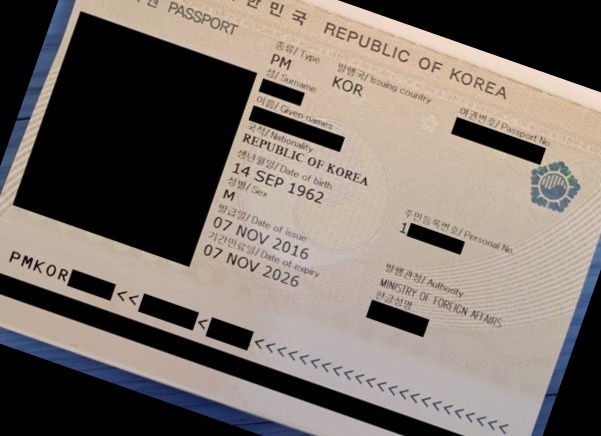 한민국 REPUBLIC OF KOREA
PASSPORT
종류/ Type
PM
발행국/ Issuing country
KOR
여권번호/ Passport No.
성/ Surname
이름/ Given names
국적/ Nationality
REPUBLIC OF KOREA
생년월일/ Date of birth
14 SEP 1962
성별/ Sex
M
주민등록번호/ Personal No.
1
발급일/ Date of issue
07 NOV 2016
기간만료일/ Date of expiry
07 NOV 2026
발행관청/ Authority
MINISTRY OF FOREIGN AFFAIRS
한글성명
PMKOR << < <<<<<<<<<<<<<<<<<<<<<<<